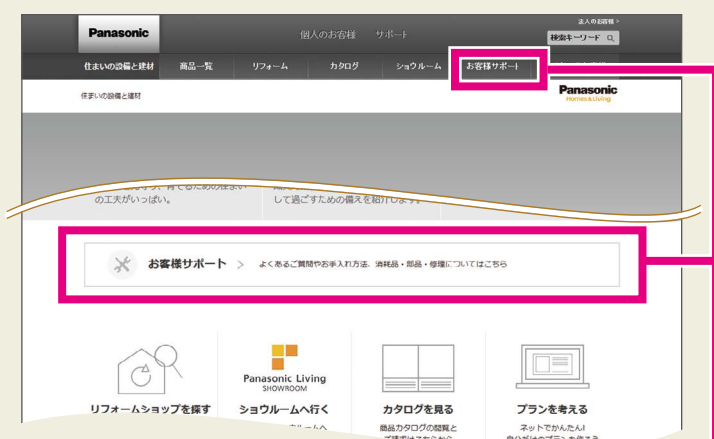 法人のお客様 >
Panasonic
個人のお客様 サポート
検索キーワード
住まいの設備と建材 商品一覧 リフォーム カタログ ショウルーム お客様サポート
住まいの設備と建材
Panasonic
Homes & Living
育てるための住まい
の工夫がいっぱい。
して過ごすための備えを紹介します。
お客様サポート > よくあるご質問やお手入れ方法、消耗品・部品・修理についてはこちら
Panasonic Living
SHOWROOM
リフォームショップを探す ショウルームへ行く カタログを見る プランを考える
商品カタログの閲覧と
ネットでかんたん!